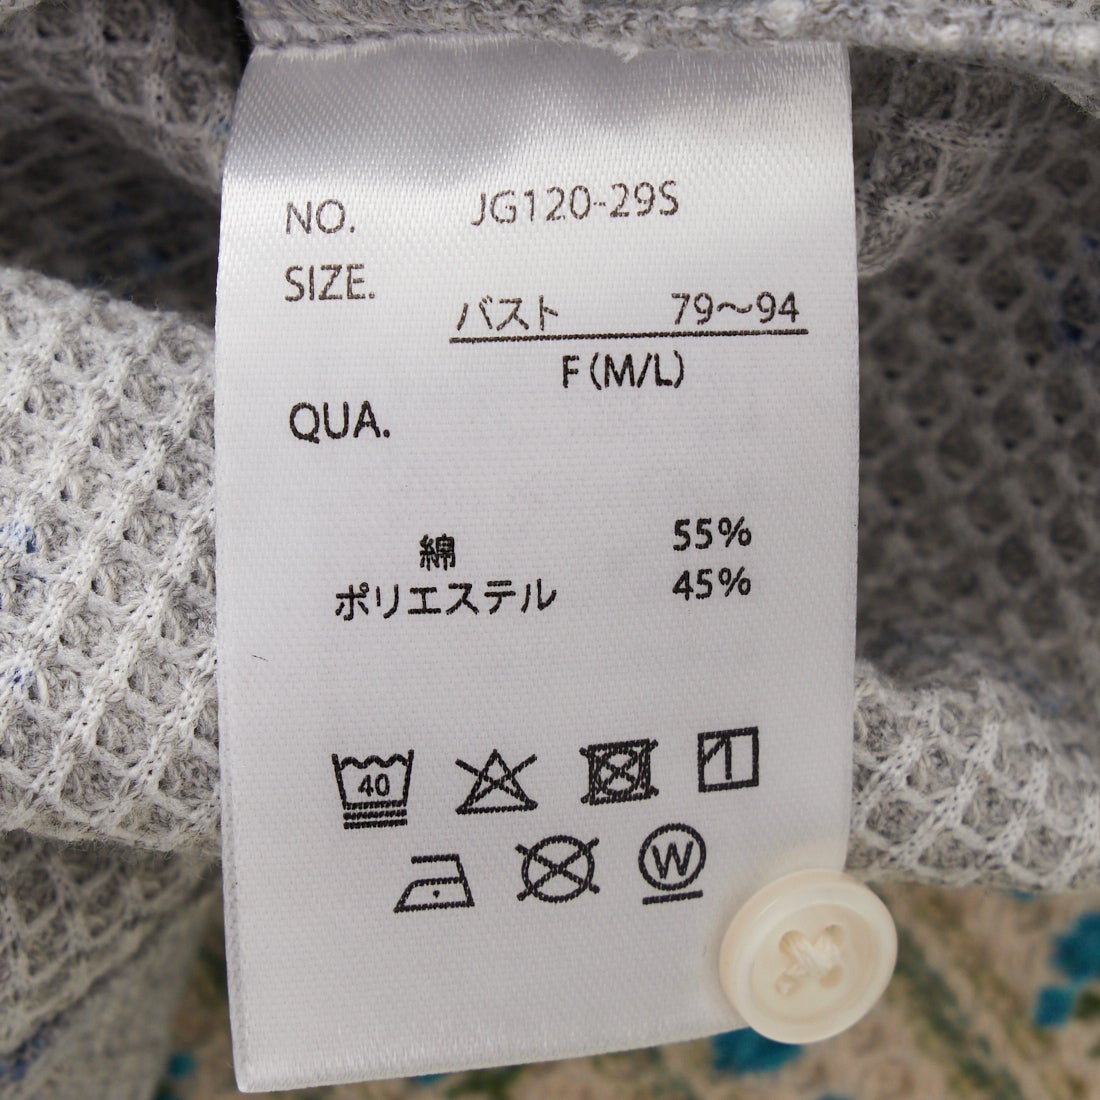 NO. JG120-29S
SIZE.
バスト 79〜94
F(M/L)
QUA.
綿 55%
ポリエステル 45%
40
W